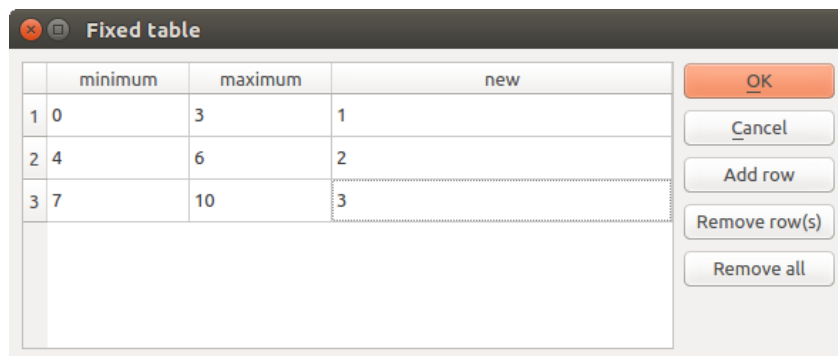 Fixed table
minimum maximum new
1 0 3 1
2 4 6 2
3 7 10 3
OK
Cancel
Add row
Remove row(s)
Remove all